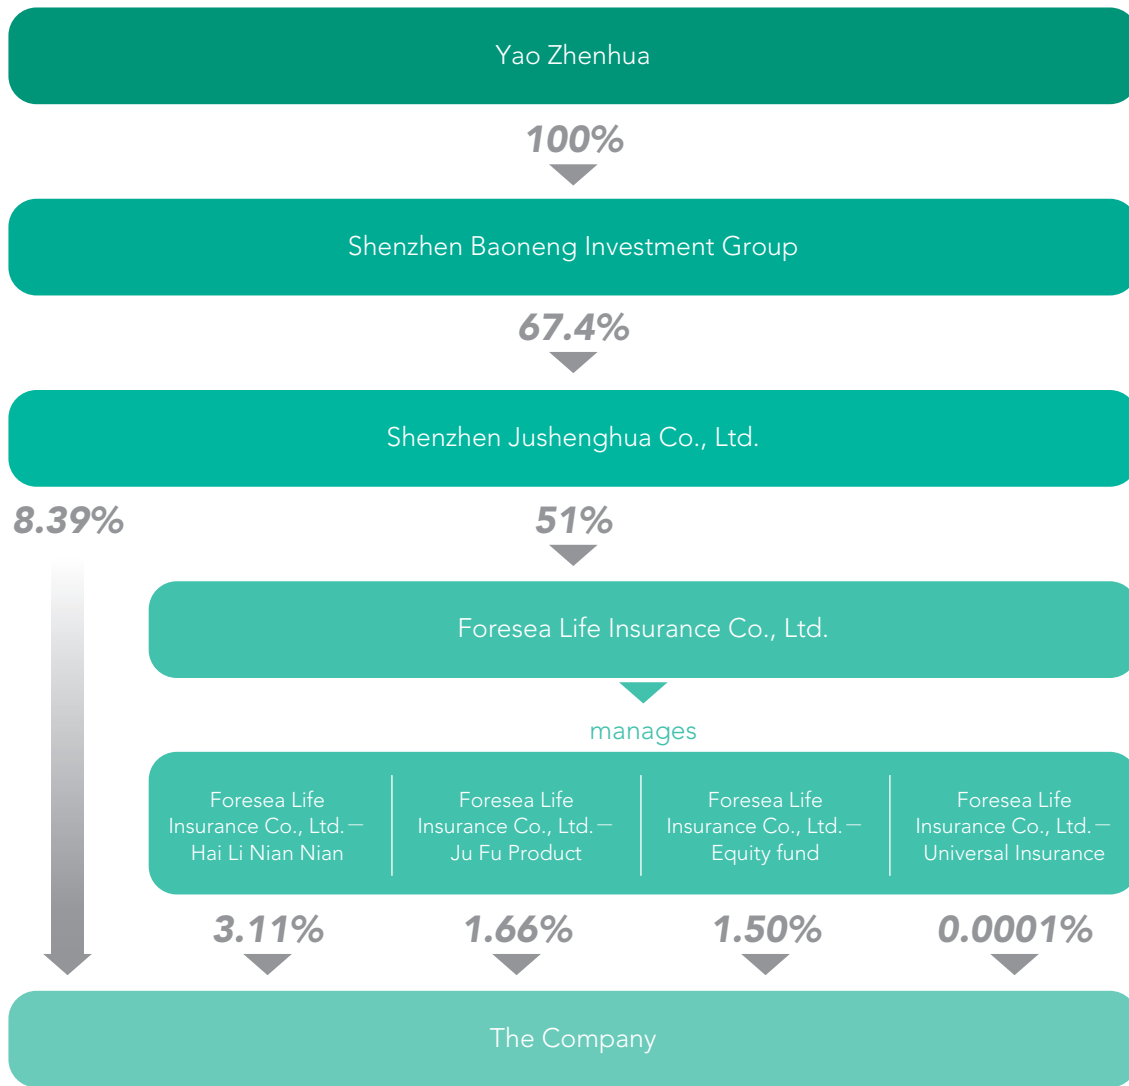 Yao Zhenhua
100%
Shenzhen Baoneng Investment Group
67.4%
Shenzhen Jushenghua Co., Ltd.
8.39%
51%
Foresea Life Insurance Co., Ltd.
manages
Foresea Life
Insurance Co., Ltd.—
Hai Li Nian Nian
Foresea Life
Insurance Co., Ltd.—
Ju Fu Product
Foresea Life
Insurance Co., Ltd.—
Equity fund
Foresea Life
Insurance Co., Ltd.—
Universal Insurance
3.11%
1.66%
1.50%
0.0001%
The Company